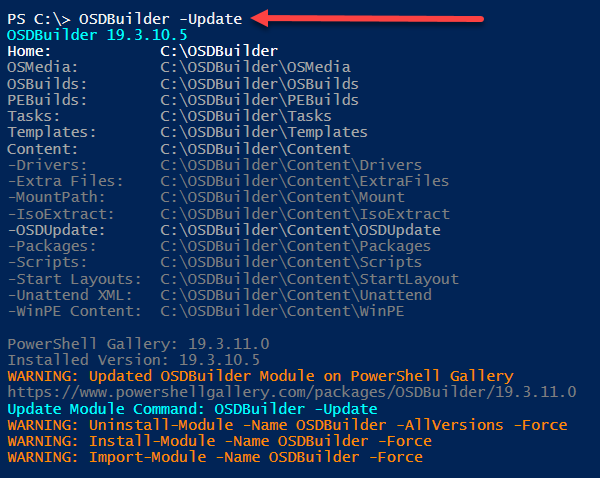 PS C:\> OSDBuilder -Update
OSDBuilder 19.3.10.5
Home: C:\OSDBuilder
OSMedia: C:\OSDBuilder\OSMedia
OSBuilds: C:\OSDBuilder\OSBuilds
PEBuilds: C:\OSDBuilder\PEBuilds
Tasks: C:\OSDBuilder\Tasks
Templates: C:\OSDBuilder\Templates
Content: C:\OSDBuilder\Content
-Drivers: C:\OSDBuilder\Content\Drivers
-Extra Files: C:\OSDBuilder\Content\ExtraFiles
-MountPath: C:\OSDBuilder\Content\Mount
-IsoExtract: C:\OSDBuilder\Content\IsoExtract
-OSDUpdate: C:\OSDBuilder\Content\OSDUpdate
-Packages: C:\OSDBuilder\Content\Packages
-Scripts: C:\OSDBuilder\Content\Scripts
-Start Layouts: C:\OSDBuilder\Content\StartLayout
-Unattend XML: C:\OSDBuilder\Content\Unattend
-WinPE Content: C:\OSDBuilder\Content\WinPE
PowerShell Gallery: 19.3.11.0
Installed Version: 19.3.10.5
WARNING: Updated OSDBuilder Module on PowerShell Gallery
https://www.powershellgallery.com/packages/OSDBuilder/19.3.11.0
Update Module Command: OSDBuilder -Update
WARNING: Uninstall-Module -Name OSDBuilder -AllVersions -Force
WARNING: Install-Module -Name OSDBuilder -Force
WARNING: Import-Module -Name OSDBuilder -Force